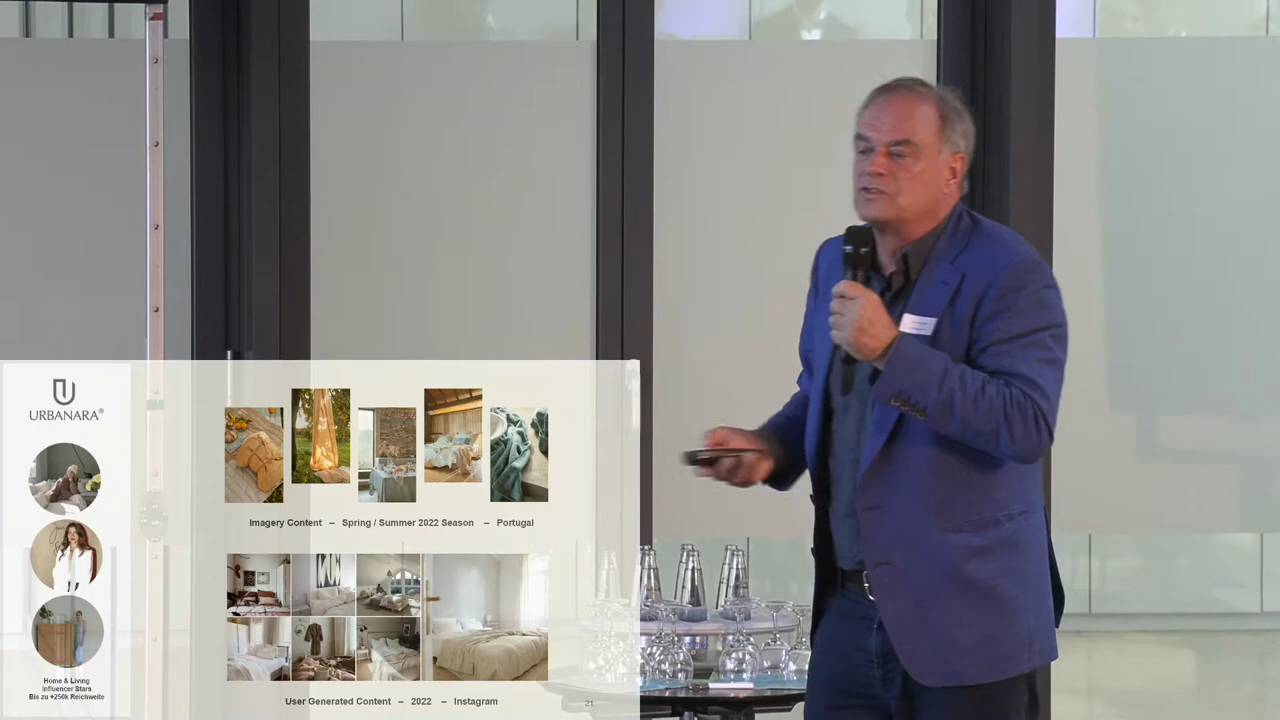 URBANARA®
Home & Living
Influencer Stars
Bis zu +250k Reichweite
Imagery Content – Spring / Summer 2022 Season – Portugal
User Generated Content – 2022 – Instagram
21